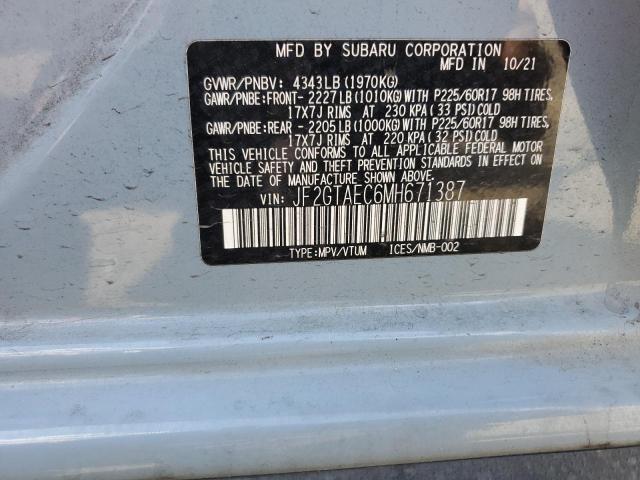 MFD BY SUBARU CORPORATION
MFD IN 10/21
GVWR/PNBV: 4343LB (1970KG)
GAWR/PNBE:FRONT- 2227LB (1010KG) WITH P225/60R17 98H TIRES,
17X7J RIMS AT 230 KPA (33 PSI) COLD
GAWR/PNBE:REAR - 2205LB (1000KG) WITH P225/60R17 98H TIRES,
17X7J RIMS AT 220 KPA (32 PSI) COLD
THIS VEHICLE CONFORMS TO ALL APPLICABLE FEDERAL MOTOR
VEHICLE SAFETY AND THEFT PREVENTION STANDARDS IN EFFECT ON
THE DATE OF MANUFACTURE SHOWN ABOVE.
VIN: JF2GTAEC6MH671387
TYPE:MPV/VTUM ICES/NMB-002